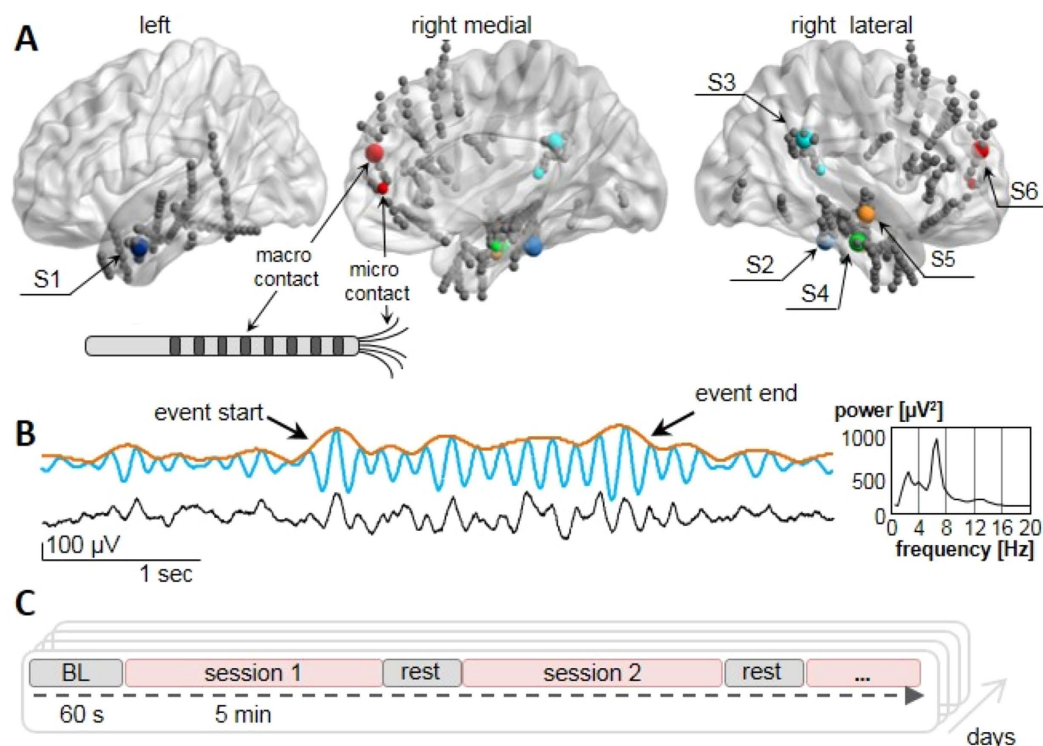 A
left
right medial
right lateral
S3
S6
S1
macro
contact
micro
contact
S2
S4
S5
B
event start
event end
power [µV²]
1000
500
0
0 4 8 12 16 20
frequency [Hz]
100 µV
1 sec
C
BL
session 1
rest
session 2
rest
...
60 s
5 min
days